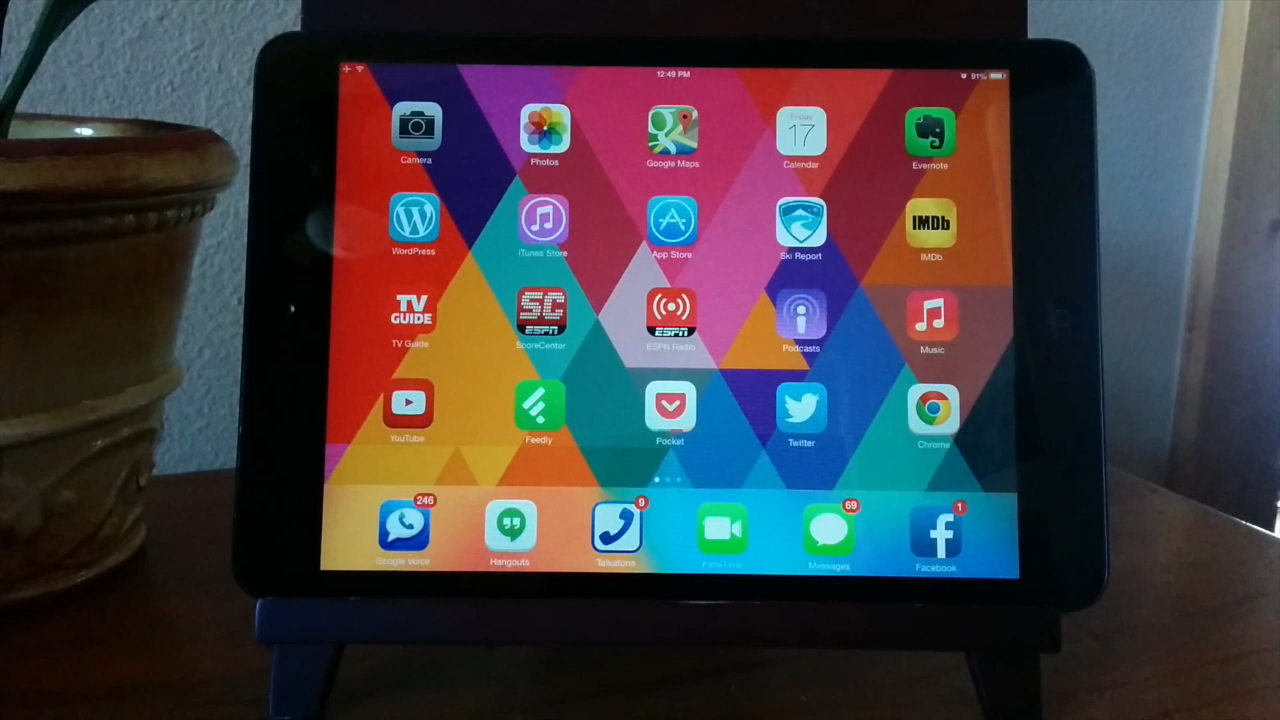 12:49 PM
91%
Camera
Photos
Google Maps
Friday
17
Calendar
Evernote
WordPress
iTunes Store
App Store
Ski Report
IMDb
IMDb
TV
GUIDE
TV Guide
SC
ESPN
ScoreCenter
ESPN
ESPN Radio
Podcasts
Music
YouTube
Feedly
Pocket
Twitter
Chrome
246
Google Voice
Hangouts
9
Talkatone
FaceTime
69
Messages
1
Facebook